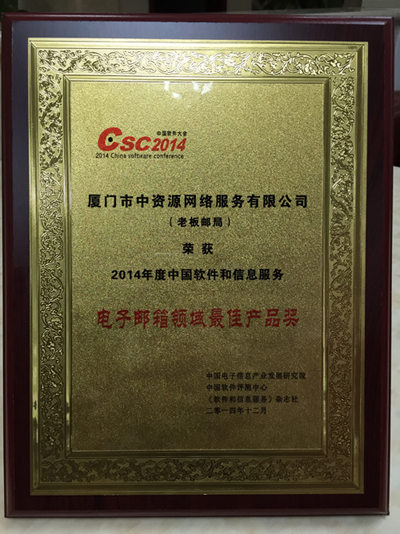 CSC2014
中国软件大会
2014 China software conference
厦门市中资源网络服务有限公司
(老板邮局)
荣获
2014年度中国软件和信息服务
电子邮箱领域最佳产品奖
中国电子信息产业发展研究院
中国软件评测中心
《软件和信息服务》杂志社
二零一四年十二月